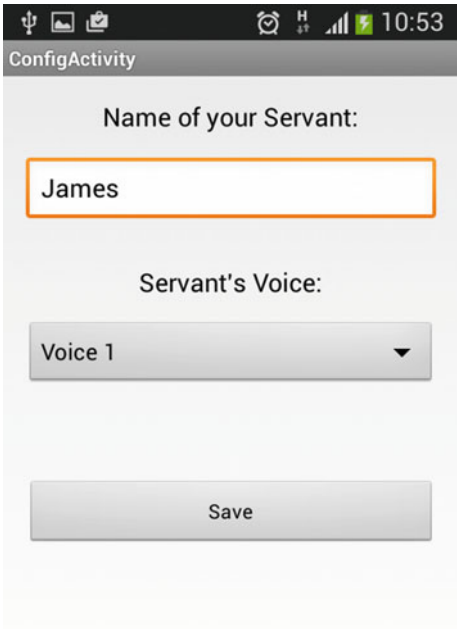 H 10:53
ConfigActivity
Name of your Servant:
James
Servant's Voice:
Voice 1
Save